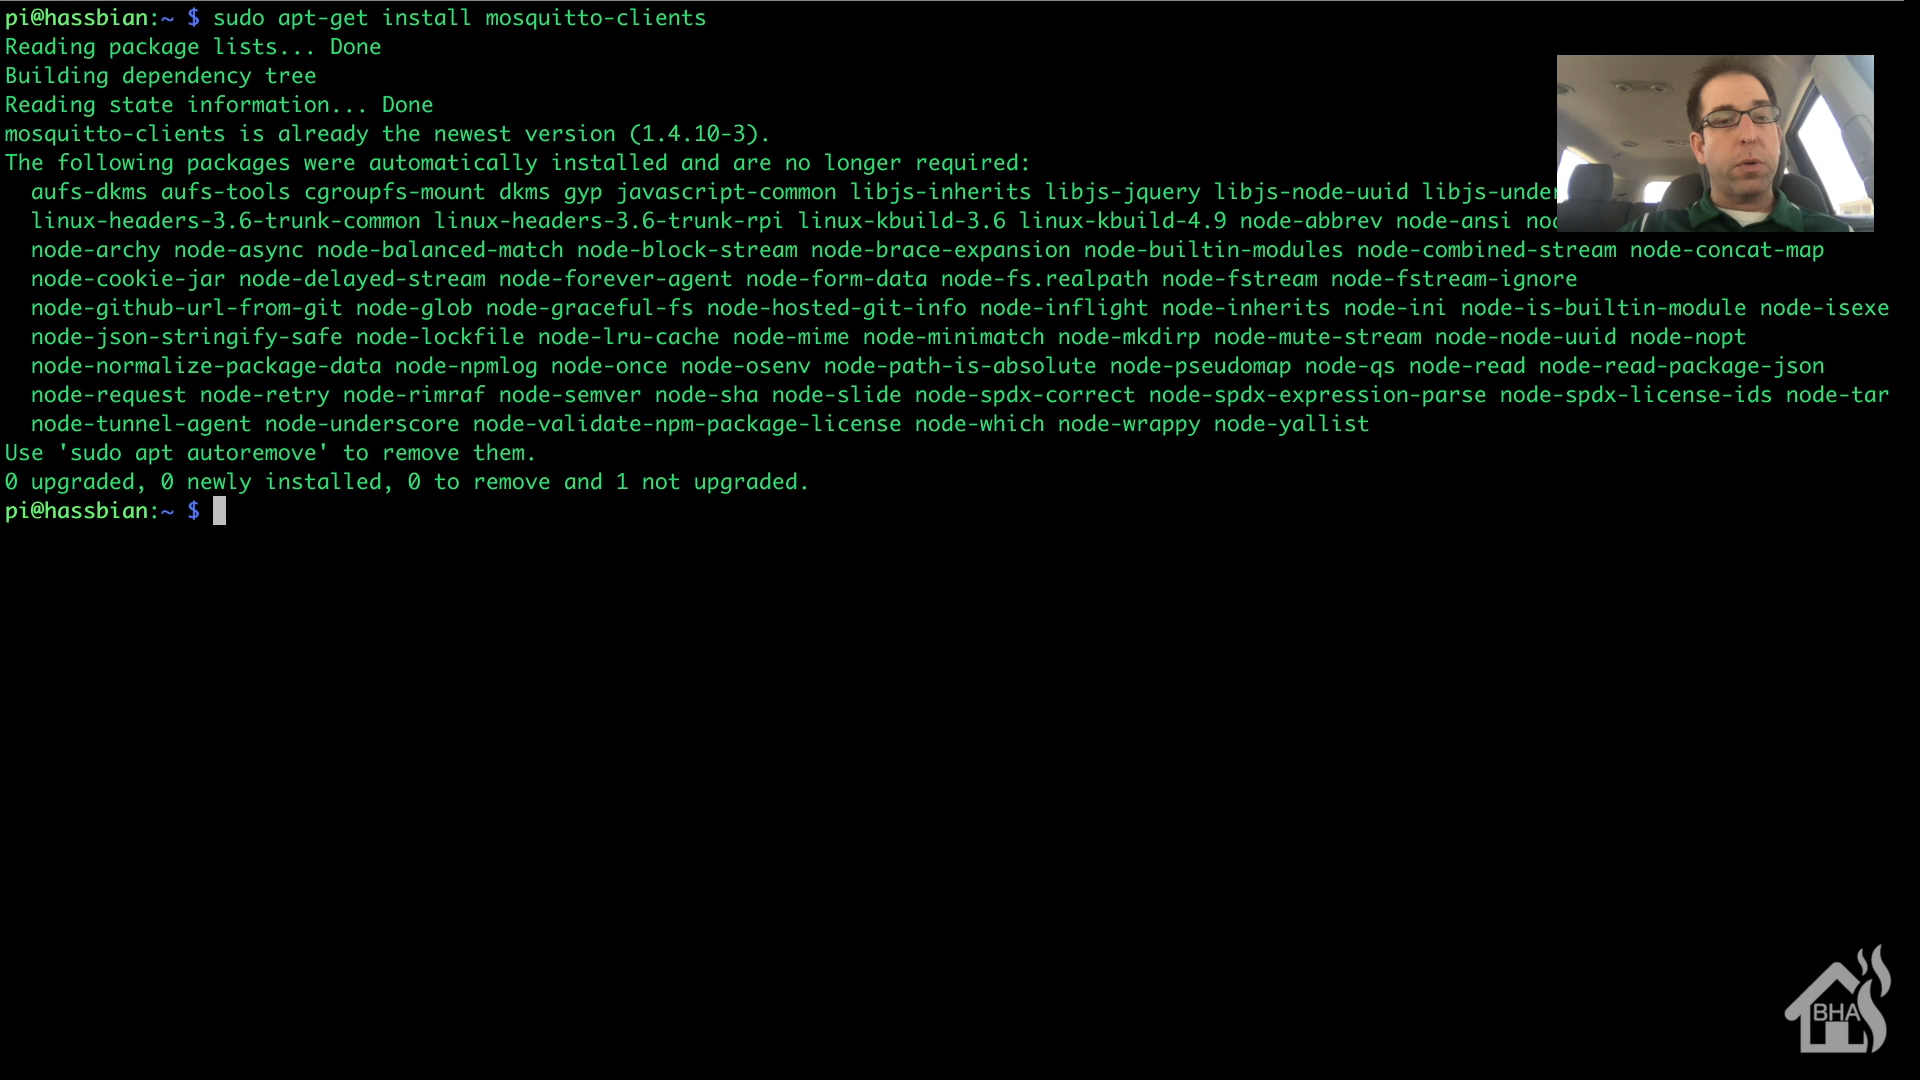 pi@hassbian:~ $ sudo apt-get install mosquitto-clients
Reading package lists... Done
Building dependency tree
Reading state information... Done
mosquitto-clients is already the newest version (1.4.10-3).
The following packages were automatically installed and are no longer required:
aufs-dkms aufs-tools cgroupfs-mount dkms gyp javascript-common libjs-inherits libjs-jquery libjs-node-uuid
linux-headers-3.6-trunk-common linux-headers-3.6-trunk-rpi linux-kbuild-3.6 linux-kbuild-4.9 node-abbrev node-ansi
node-archy node-async node-balanced-match node-block-stream node-brace-expansion node-builtin-modules node-combined-stream node-concat-map
node-cookie-jar node-delayed-stream node-forever-agent node-form-data node-fs.realpath node-fstream node-fstream-ignore
node-github-url-from-git node-glob node-graceful-fs node-hosted-git-info node-inflight node-inherits node-ini node-is-builtin-module node-isexe
node-json-stringify-safe node-lockfile node-lru-cache node-mime node-minimatch node-mkdirp node-mute-stream node-node-uuid node-nopt
node-normalize-package-data node-npmlog node-once node-osenv node-path-is-absolute node-pseudomap node-qs node-read node-read-package-json
node-request node-retry node-rimraf node-semver node-sha node-slide node-spdx-correct node-spdx-expression-parse node-spdx-license-ids node-tar
node-tunnel-agent node-underscore node-validate-npm-package-license node-which node-wrappy node-yallist
Use 'sudo apt autoremove' to remove them.
0 upgraded, 0 newly installed, 0 to remove and 1 not upgraded.
pi@hassbian:~ $
BHA